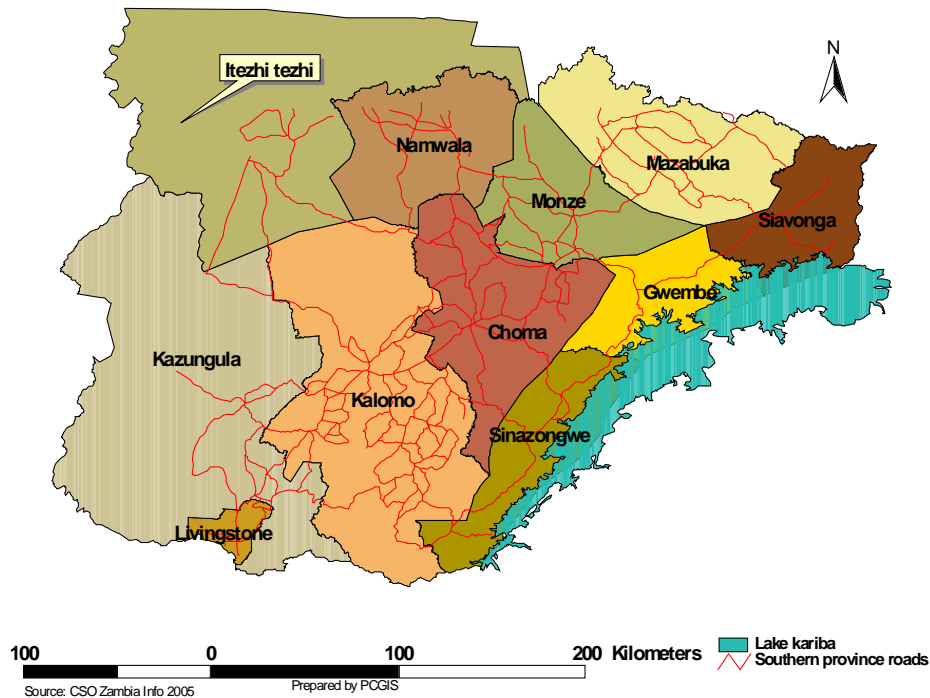 N
Itezhi tezhi
Namwala
Mazabuka
Monze
Siavonga
Gwembe
Choma
Kazungula
Kalomo
Sinazongwe
Livingstone
100 0 100 200 Kilometers
Lake kariba
Southern province roads
Source: CSO Zambia Info 2005
Prepared by PCGIS